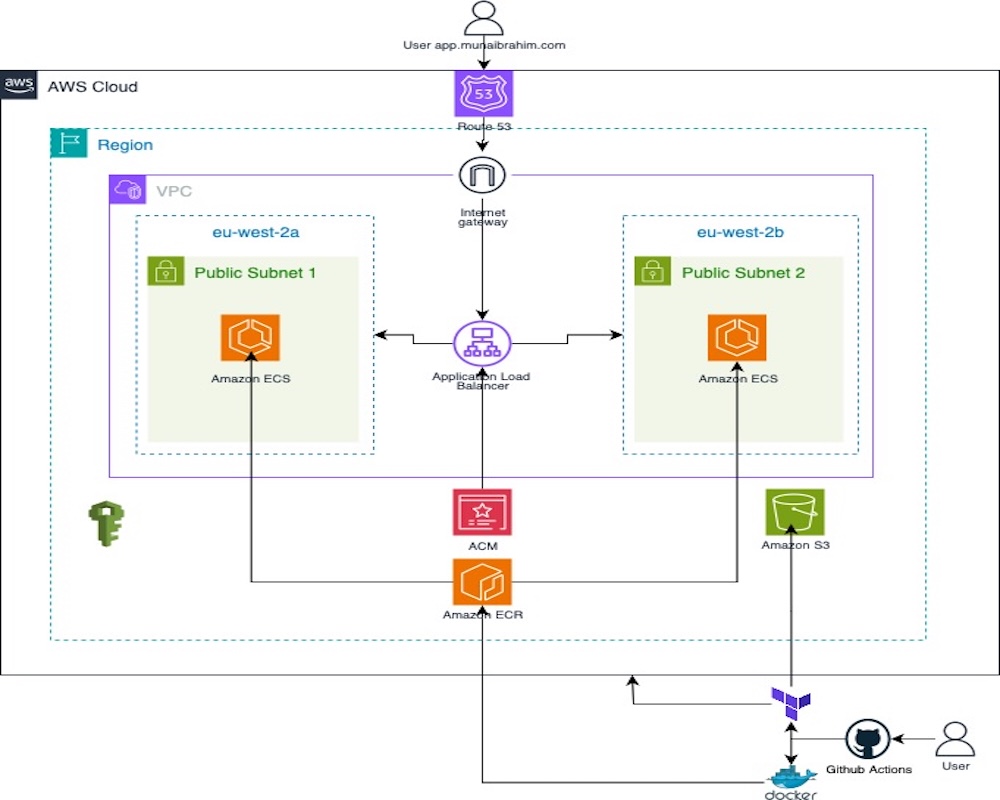 User app.munaibrahim.com
aws
AWS Cloud
53
Route 53
Region
VPC
Internet
gateway
eu-west-2a
eu-west-2b
Public Subnet 1
Public Subnet 2
Amazon ECS
Application Load
Balancer
Amazon ECS
ACM
Amazon S3
Amazon ECR
Github Actions
User
docker